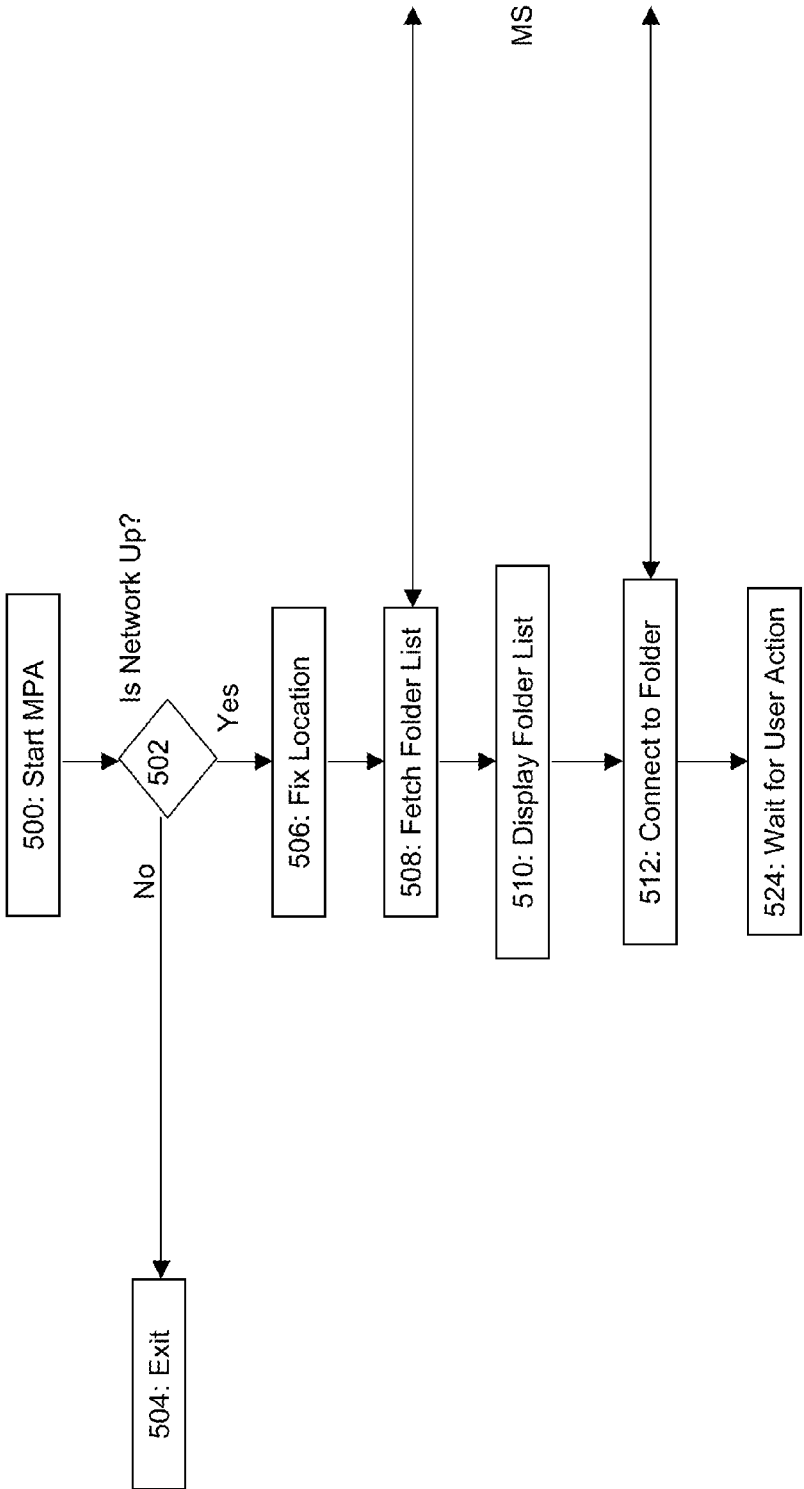 500: Start MPA
Is Network Up?
502
No
Yes
504: Exit
506: Fix Location
508: Fetch Folder List
MS
510: Display Folder List
512: Connect to Folder
524: Wait for User Action